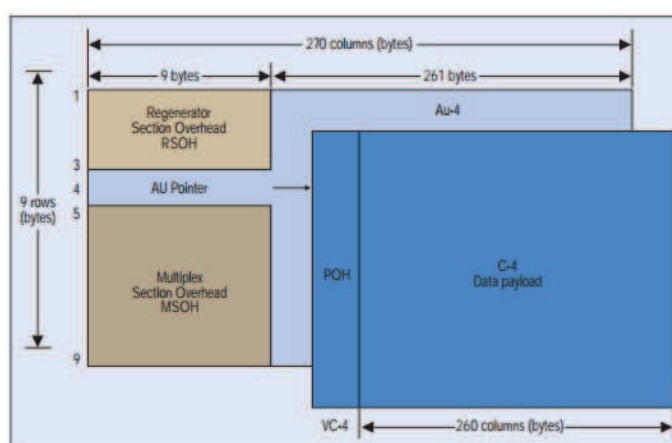 270 columns (bytes)
9 bytes
261 bytes
1
Regenerator
Section Overhead
RSOH
Au-4
3
4
AU Pointer
5
9 rows
(bytes)
Multiplex
Section Overhead
MSOH
POH
C-4
Data payload
9
VC-4
260 columns (bytes)